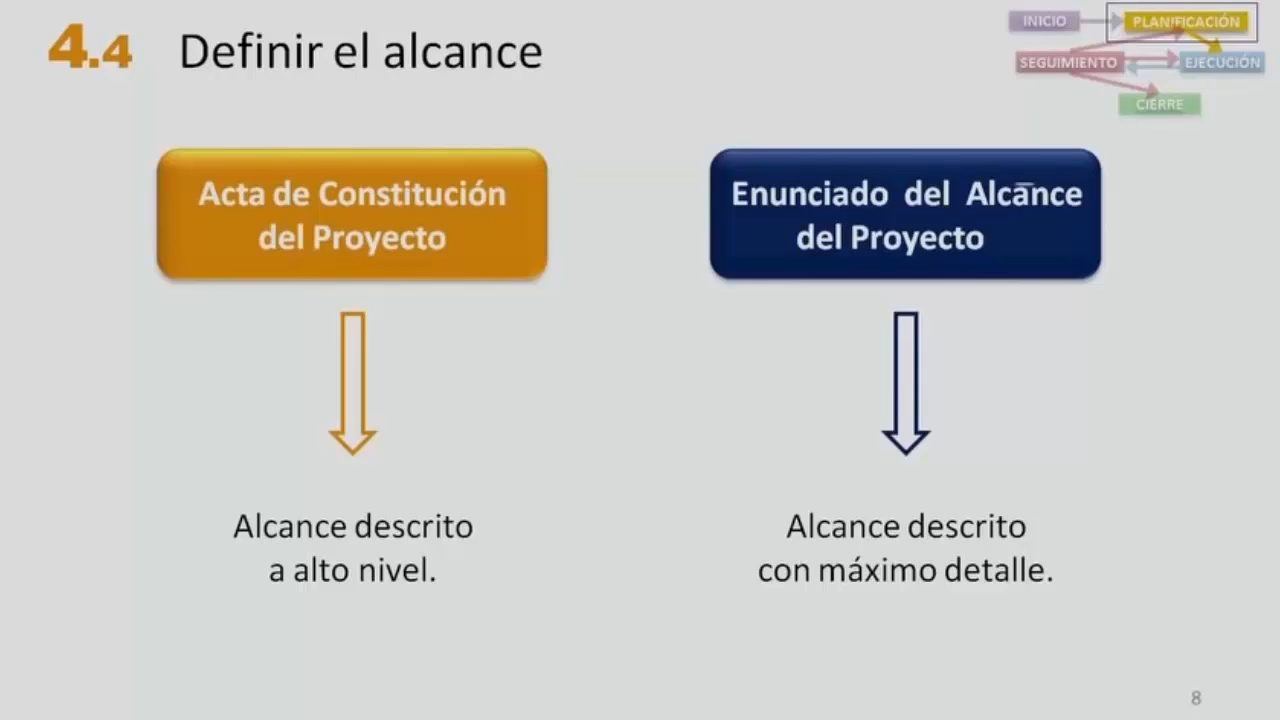 4.4 Definir el alcance
INICIO
PLANIFICACIÓN
SEGUIMIENTO
EJECUCIÓN
CIERRE
Acta de Constitución
del Proyecto
Enunciado del Alcance
del Proyecto
Alcance descrito
a alto nivel.
Alcance descrito
con máximo detalle.
8